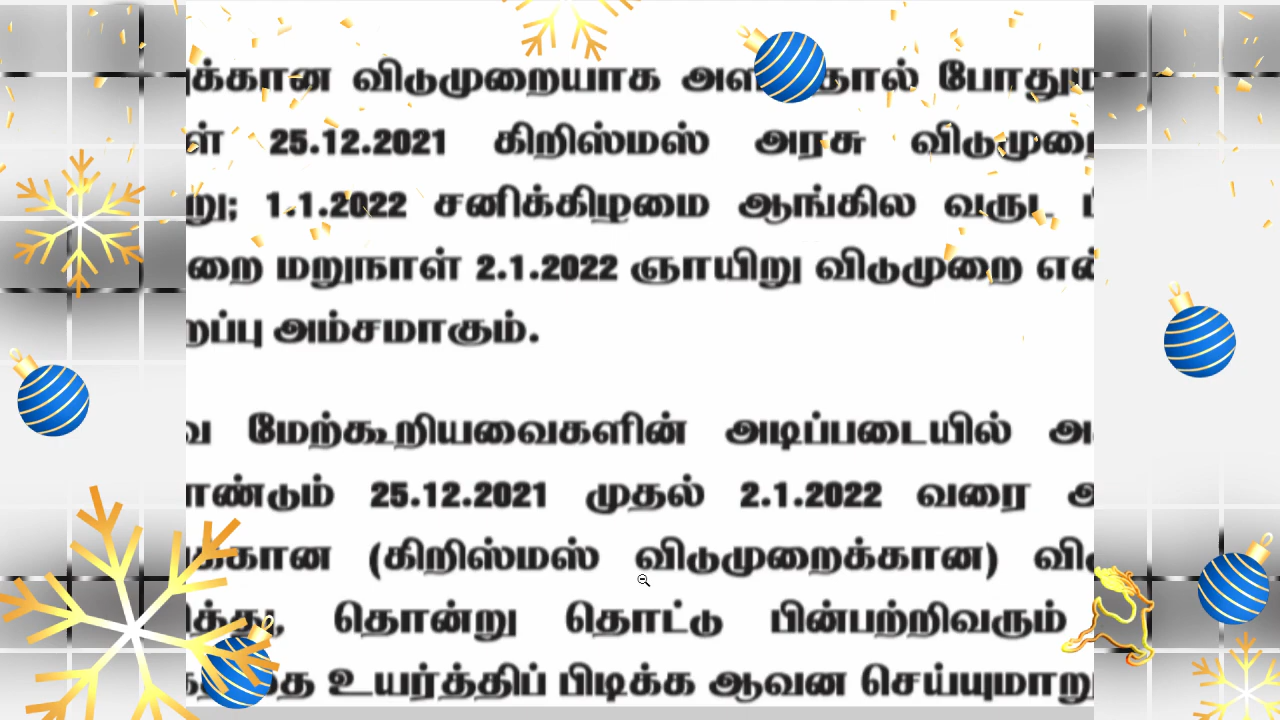 விடுமுறையாக
25.12.2021 கிறிஸ்மஸ் அரசு
1.1.2022 சனிக்கிழமை ஆங்கில வருட
மறுநாள் 2.1.2022 ஞாயிறு விடுமுறை
அம்சமாகும்.
மேற்கூறியவைகளின் அடிப்படையில்
25.12.2021 முதல் 2.1.2022 வரை
(கிறிஸ்மஸ் விடுமுறைக்கான)
தொன்று தொட்டு பின்பற்றிவரும்
உயர்த்திப் பிடிக்க ஆவன செய்யுமாறு